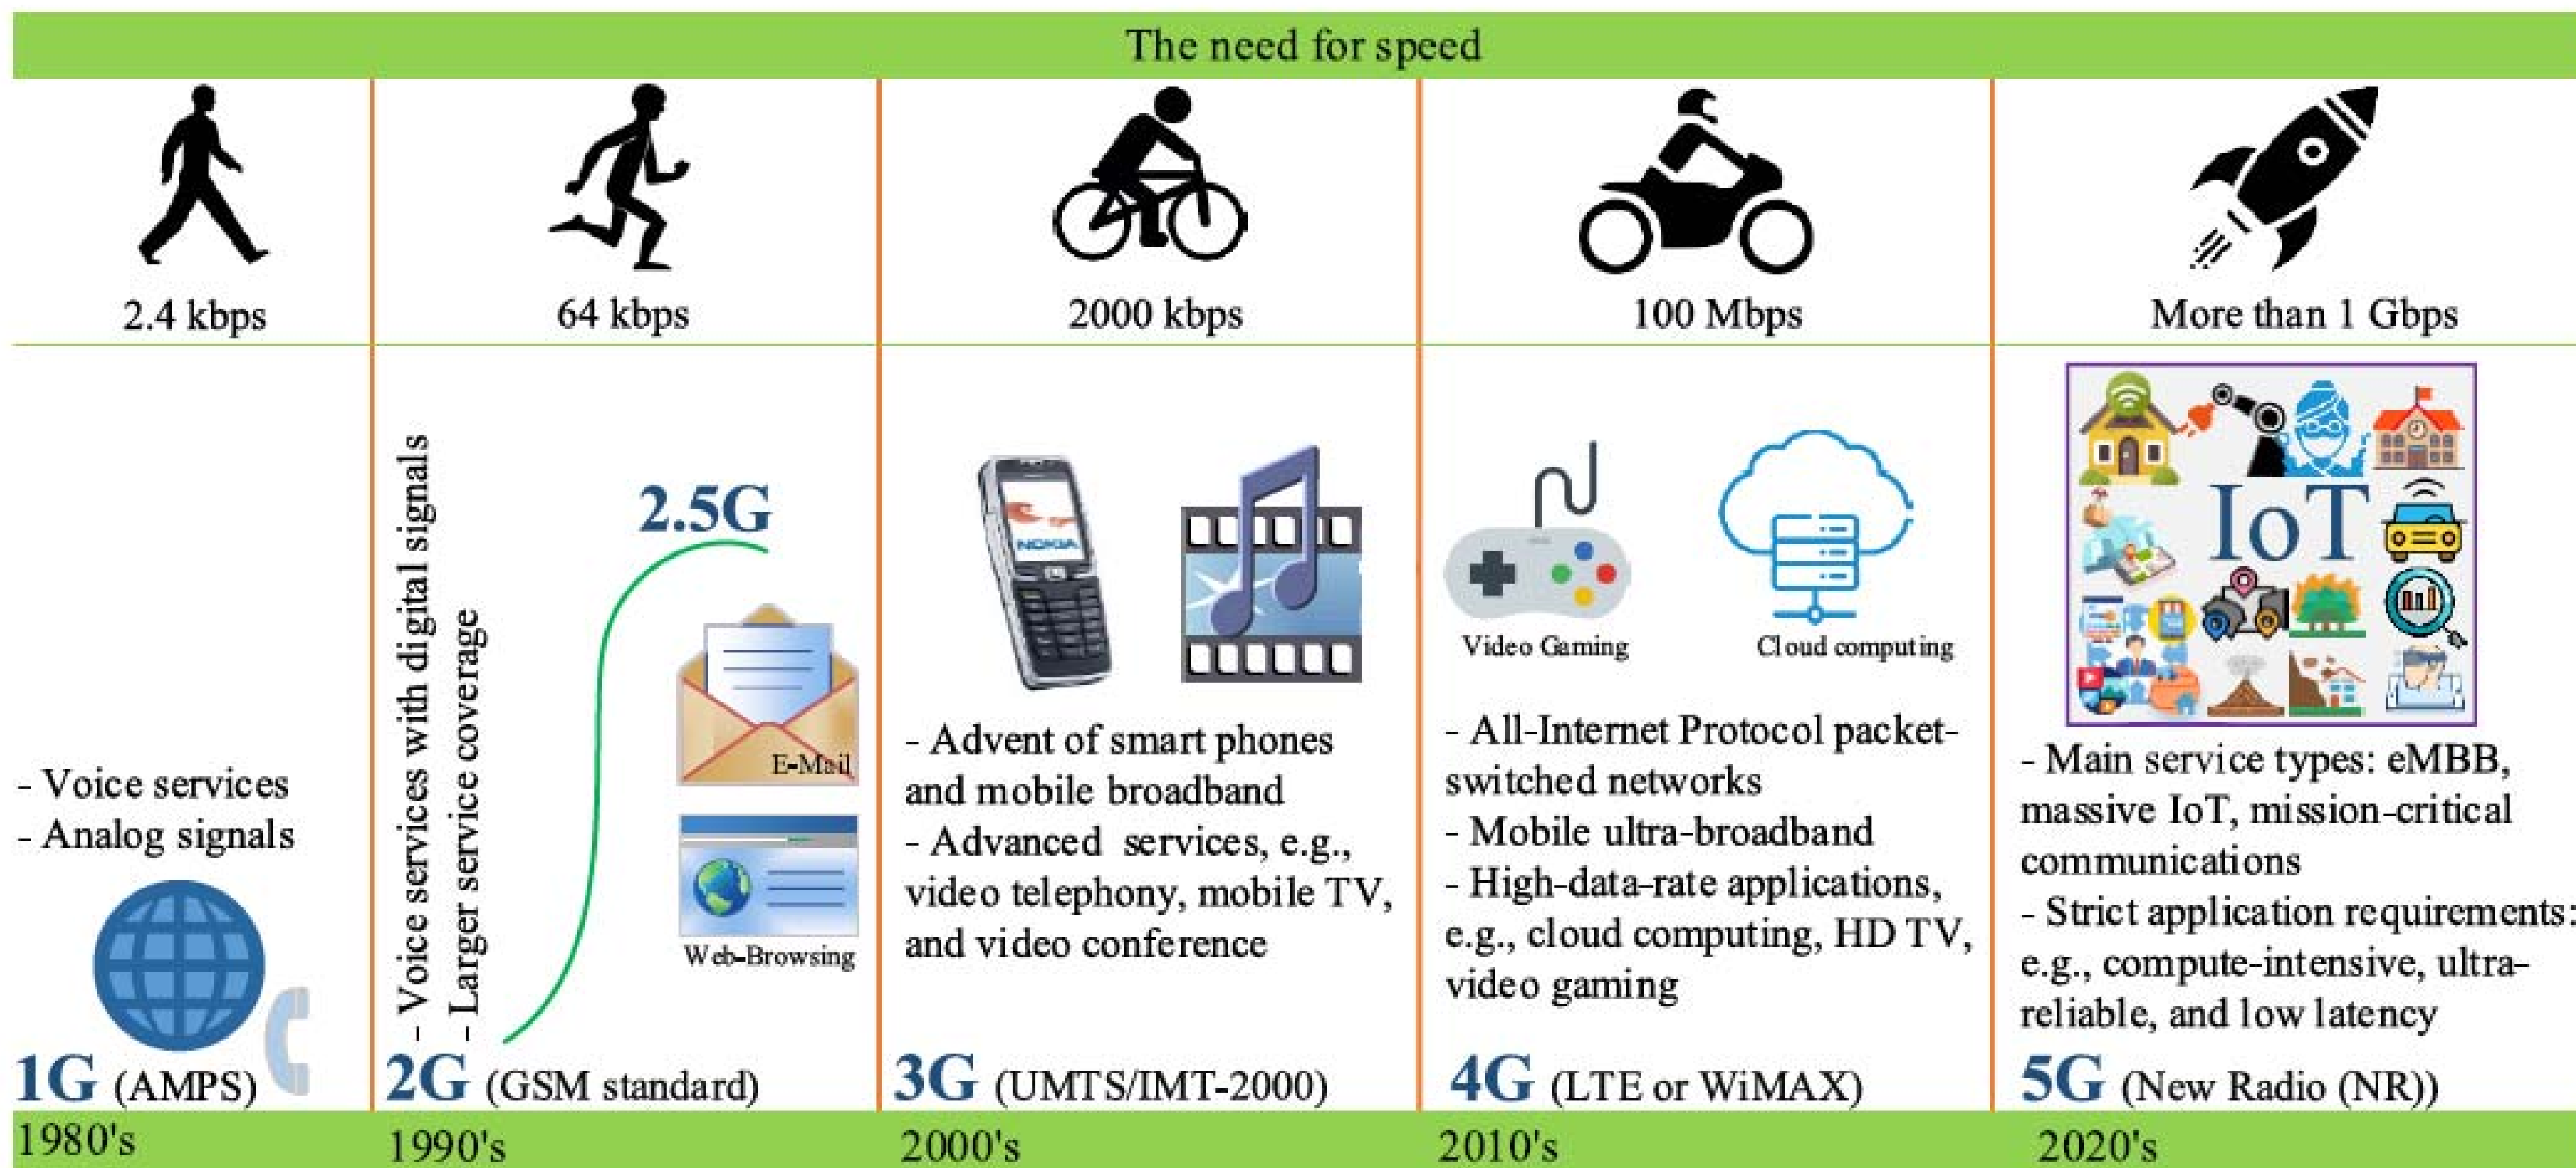 The need for speed
2.4 kbps
64 kbps
2000 kbps
100 Mbps
More than 1 Gbps
- Voice services
- Analog signals
1G (AMPS)
1980's
- Voice services with digital signals
- Larger service coverage
2.5G
E-Mail
Web-Browsing
2G (GSM standard)
1990's
NOKIA
- Advent of smart phones
and mobile broadband
- Advanced services, e.g.,
video telephony, mobile TV,
and video conference
3G (UMTS/IMT-2000)
2000's
Video Gaming
Cloud computing
- All-Internet Protocol packet-
switched networks
- Mobile ultra-broadband
- High-data-rate applications,
e.g., cloud computing, HD TV,
video gaming
4G (LTE or WiMAX)
2010's
IoT
- Main service types: eMBB,
massive IoT, mission-critical
communications
- Strict application requirements:
e.g., compute-intensive, ultra-
reliable, and low latency
5G (New Radio (NR))
2020's